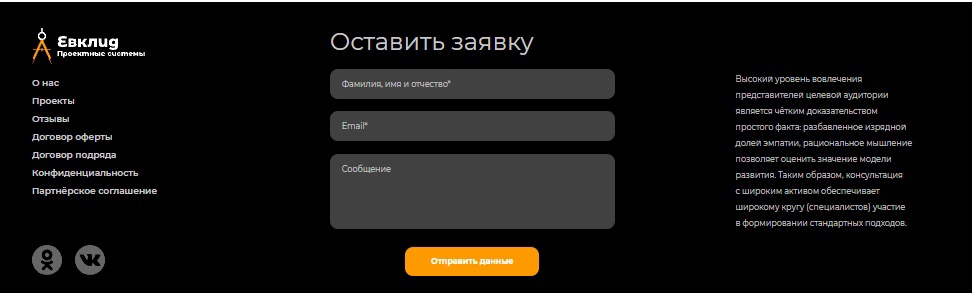 Евклид
Проектные системы
О нас
Проекты
Отзывы
Договор оферты
Договор подряда
Конфиденциальность
Партнёрское соглашение
Оставить заявку
Фамилия, имя и отчество*
Email*
Сообщение
Отправить данные
Высокий уровень вовлечения
представителей целевой аудитории
является чётким доказательством
простого факта: разбавленное изрядной
долей эмпатии, рациональное мышление
позволяет оценить значение модели
развития. Таким образом, консультация
с широким активом обеспечивает
широкому кругу (специалистов) участие
в формировании стандартных подходов.